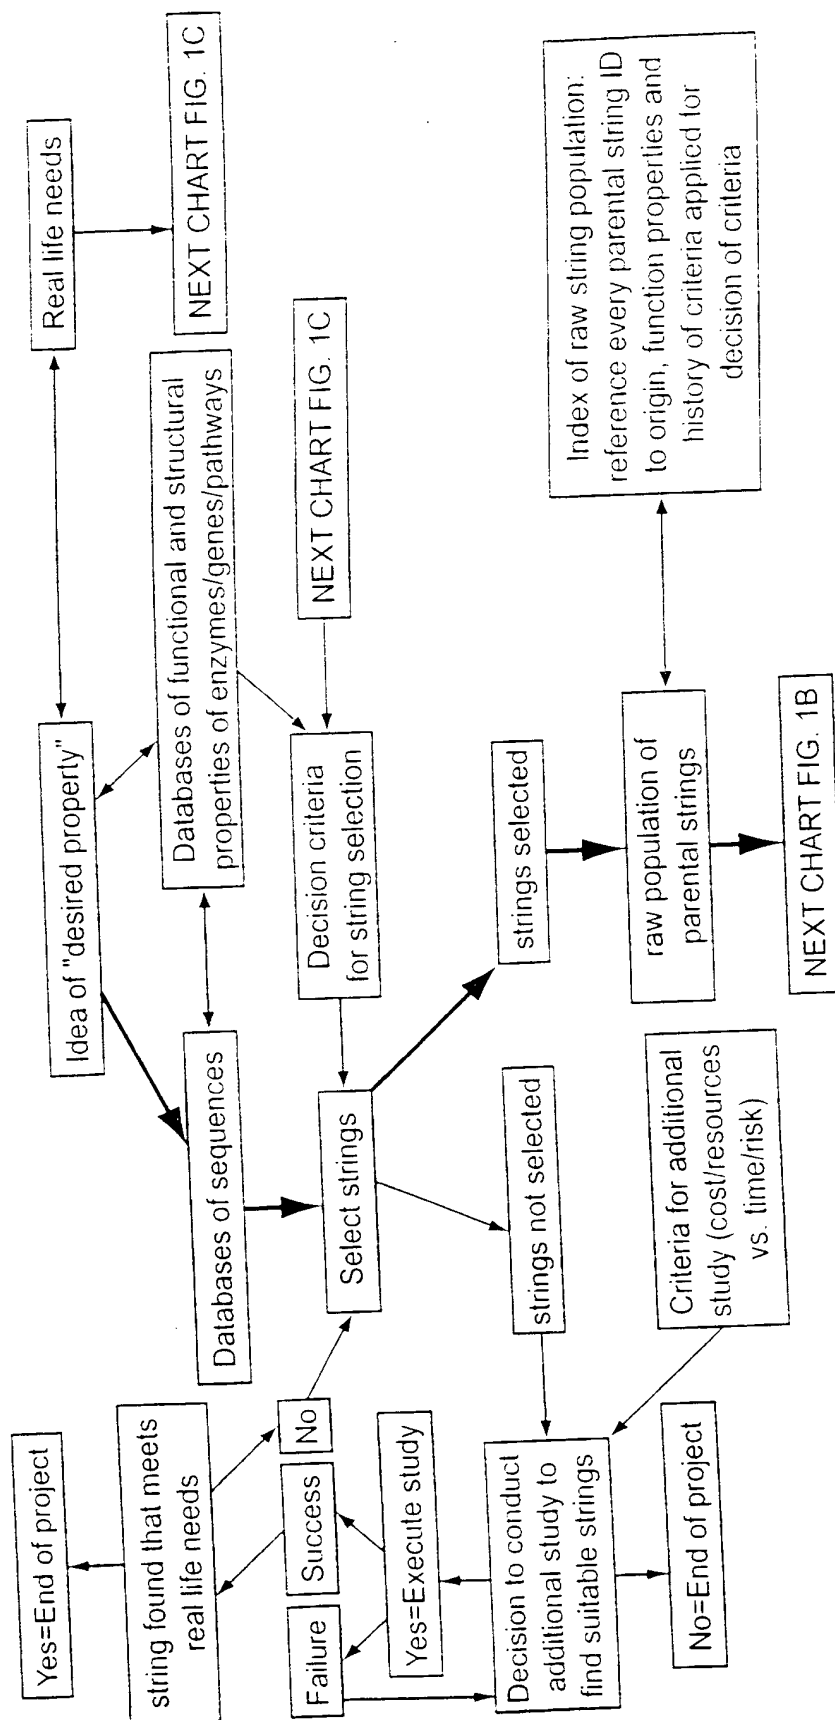 Yes=End of project
string found that meets
real life needs
No
Failure
Success
Yes=Execute study
Decision to conduct
additional study to
find suitable strings
No=End of project
Idea of "desired property"
Real life needs
NEXT CHART FIG. 1C
Databases of sequences
Databases of functional and structural
properties of enzymes/genes/pathways
Select strings
Decision criteria
for string selection
NEXT CHART FIG. 1C
strings not selected
strings selected
Criteria for additional
study (cost/resources
vs. time/risk)
raw population of
parental strings
Index of raw string population:
reference every parental string ID
to origin, function properties and
history of criteria applied for
decision of criteria
NEXT CHART FIG. 1B